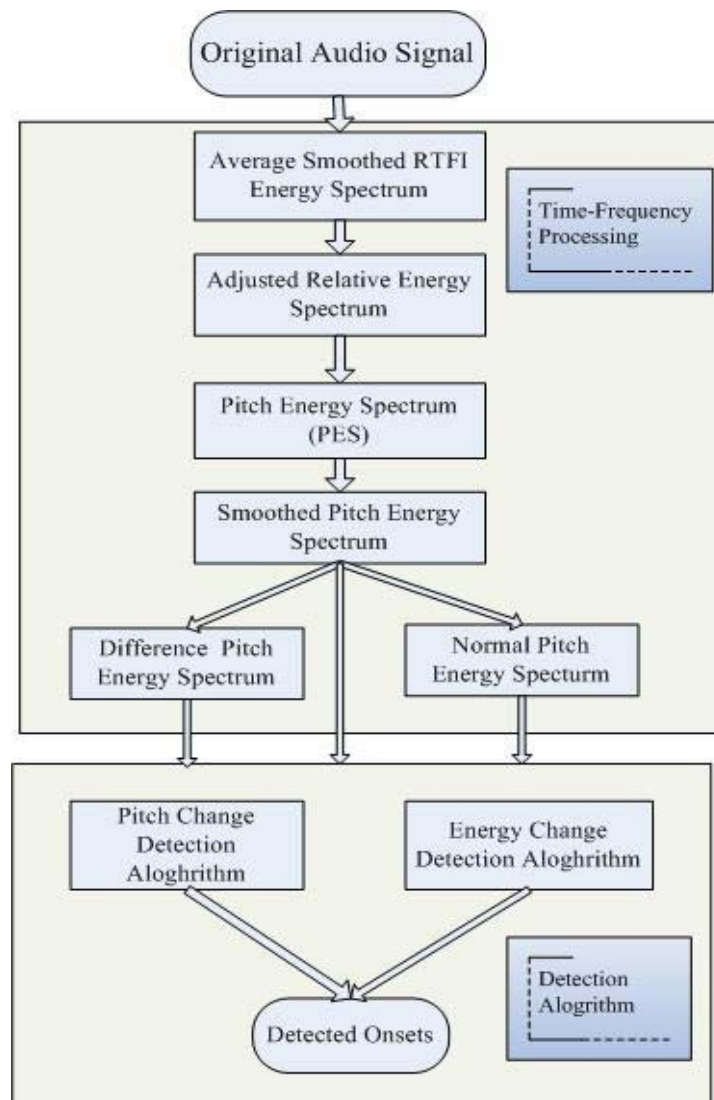 Original Audio Signal
Average Smoothed RTFI
Energy Spectrum
Time-Frequency
Processing
Adjusted Relative Energy
Spectrum
Pitch Energy Spectrum
(PES)
Smoothed Pitch Energy
Spectrum
Difference Pitch
Energy Spectrum
Normal Pitch
Energy Specturm
Pitch Change
Detection
Aloghrithm
Energy Change
Detection Aloghrithm
Detection
Alogrithm
Detected Onsets